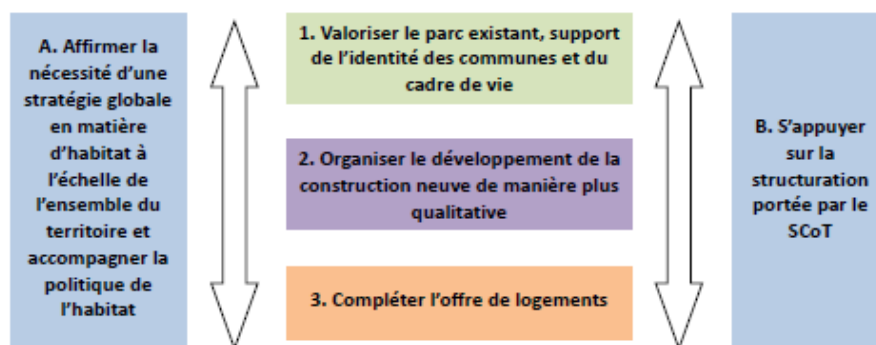 A. Affirmer la
nécessité d'une
stratégie globale
en matière
d'habitat à
l'échelle de
l'ensemble du
territoire et
accompagner la
politique de
l'habitat
1. Valoriser le parc existant, support
de l'identité des communes et du
cadre de vie
2. Organiser le développement de la
construction neuve de manière plus
qualitative
3. Compléter l'offre de logements
B. S'appuyer
sur la
structuration
portée par le
SCoT